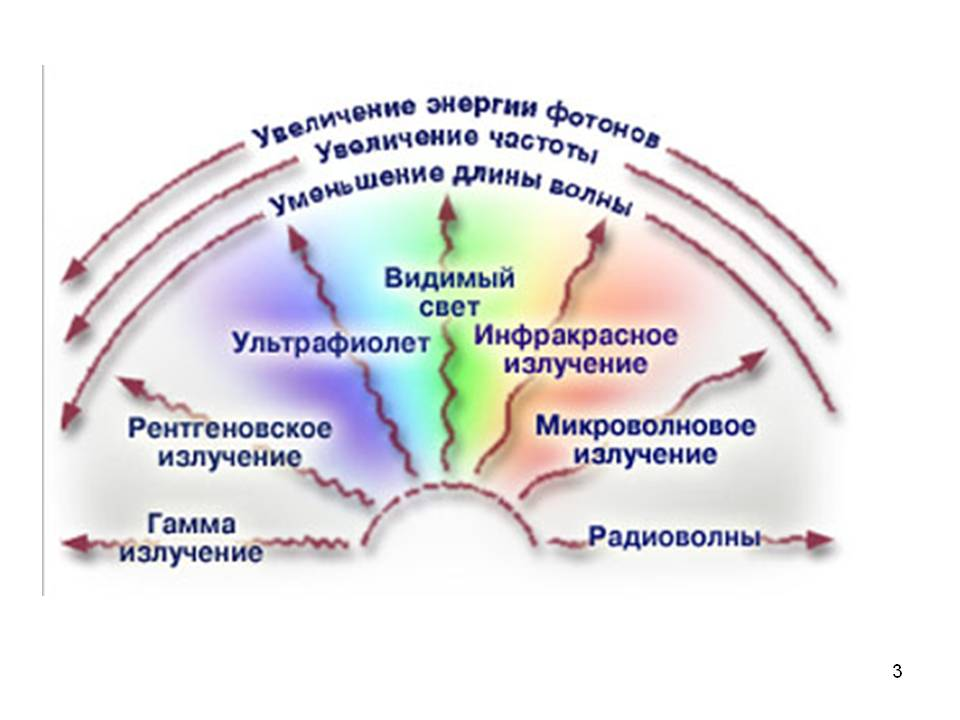 Увеличение энергии фотонов
Увеличение частоты
Уменьшение длины волны
Видимый
свет
Ультрафиолет
Инфракрасное
излучение
Рентгеновское
излучение
Микроволновое
излучение
Гамма
излучение
Радиоволны
3